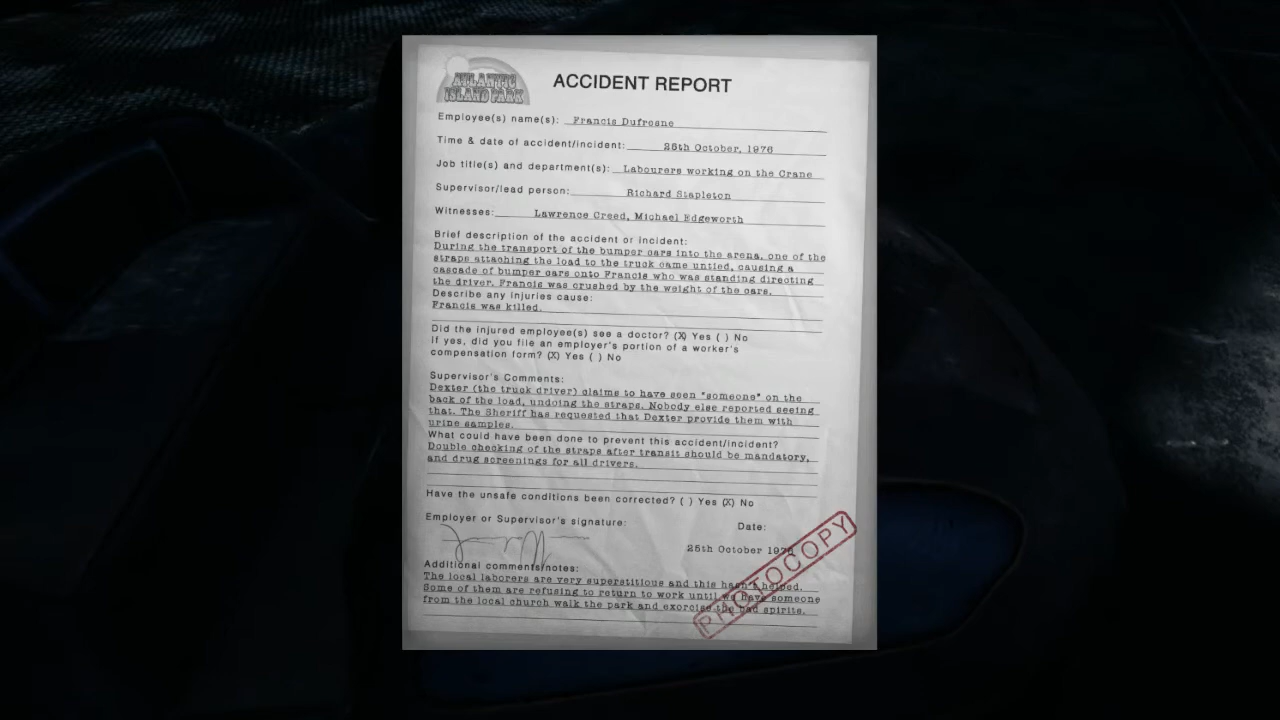 ATLANTIC
ISLAND PARK
ACCIDENT REPORT
Employee(s) name(s): Francis Dufresne
Time & date of accident/incident: 25th October, 1976
Job title(s) and department(s): Labourers working on the Crane
Supervisor/lead person: Richard Stapleton
Witnesses: Lawrence Creed, Michael Edgeworth
Brief description of the accident or incident:
During the transport of the bumper cars into the arena, one of the
straps attaching the load to the truck came untied, causing a
cascade of bumper cars onto Francis who was standing directing
the driver. Francis was crushed by the weight of the cars.
Describe any injuries cause:
Francis was killed.
Did the injured employee(s) see a doctor? (X) Yes ( ) No
If yes, did you file an employer's portion of a worker's
compensation form? (X) Yes ( ) No
Supervisor's Comments:
Dexter (the truck driver) claims to have seen "someone" on the
back of the load, undoing the straps. Nobody else reported seeing
that. The Sheriff has requested that Dexter provide them with
urine samples.
What could have been done to prevent this accident/incident?
Double checking of the straps after transit should be mandatory,
and drug screenings for all drivers.
Have the unsafe conditions been corrected? ( ) Yes (X) No
Employer or Supervisor's signature:
Date:
25th October 1976
Additional comments/notes:
The local laborers are very superstitious and this hasn't helped.
Some of them are refusing to return to work until we have someone
from the local church walk the park and exorcise the bad spirits.
PHOTOCOPY